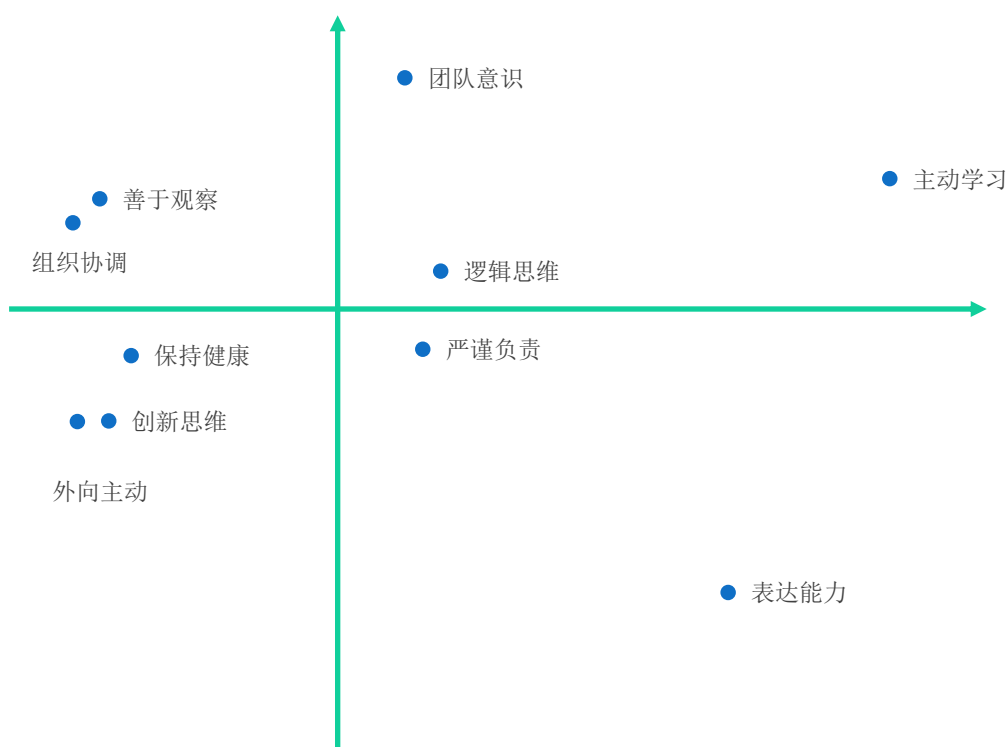 团队意识
主动学习
善于观察
组织协调
逻辑思维
严谨负责
保持健康
创新思维
外向主动
表达能力